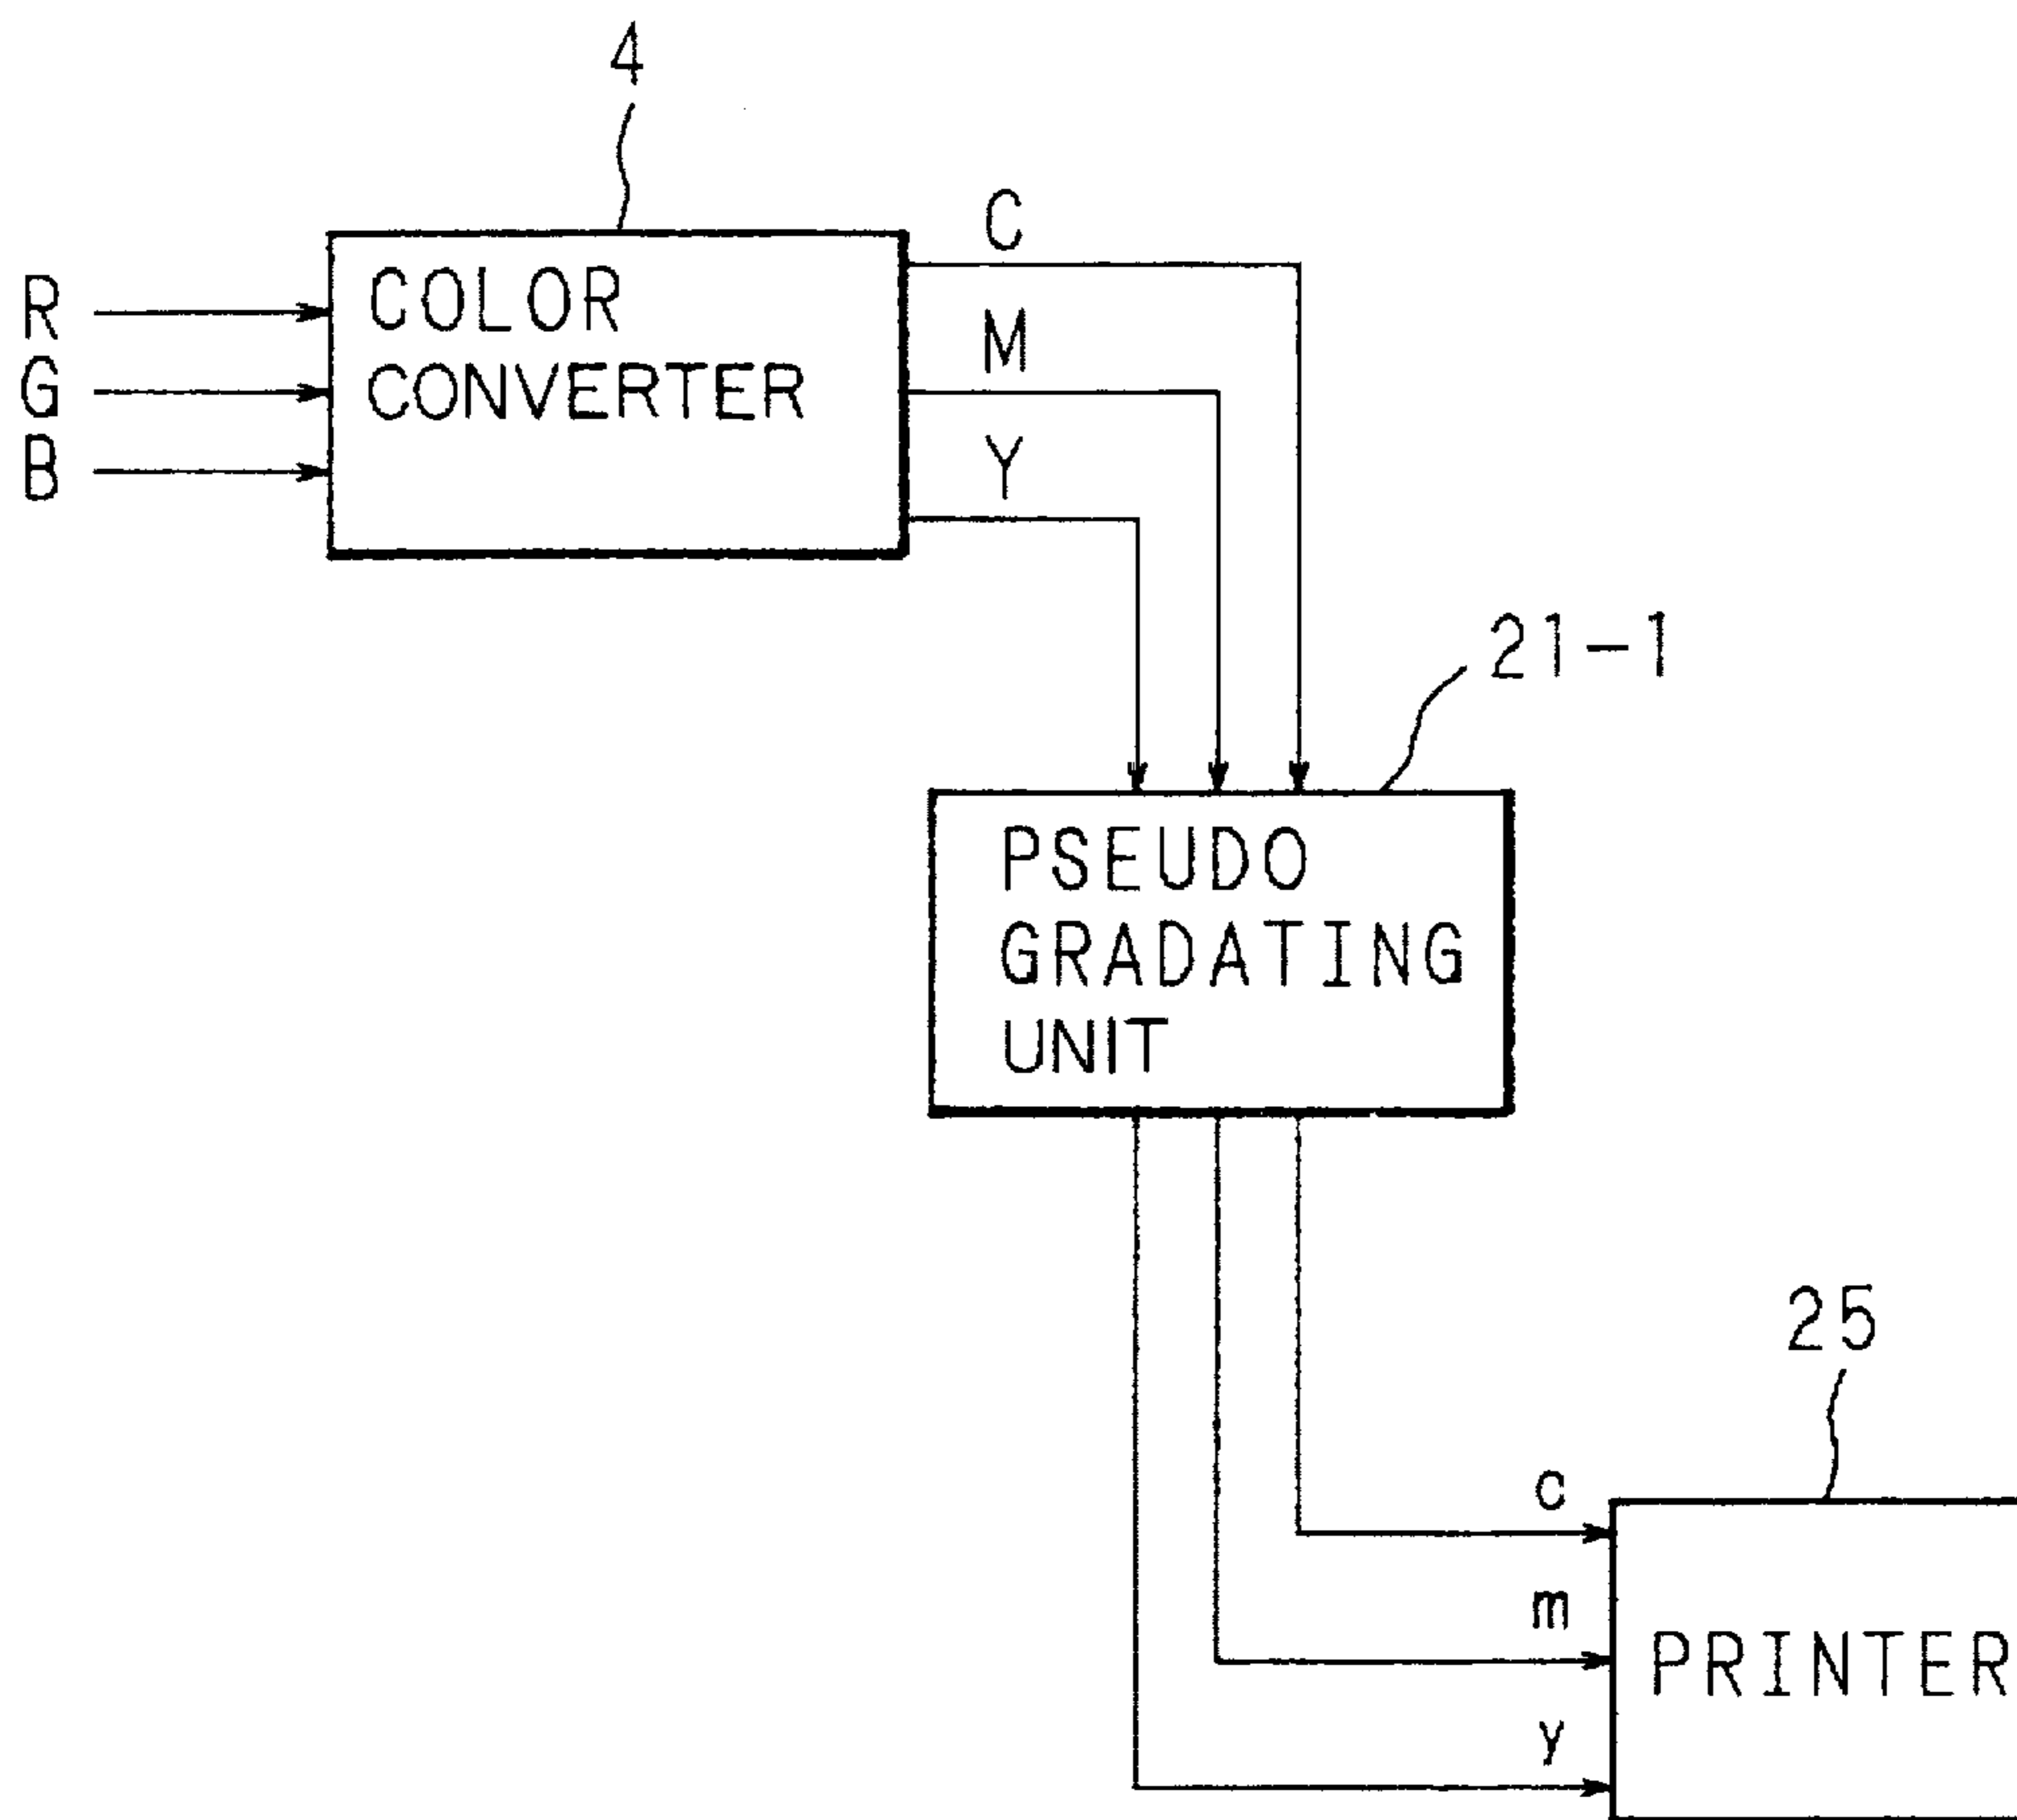 4
R
G
B
COLOR
CONVERTER
C
M
Y
21-1
PSEUDO
GRADATING
UNIT
25
c
m
y
PRINTER